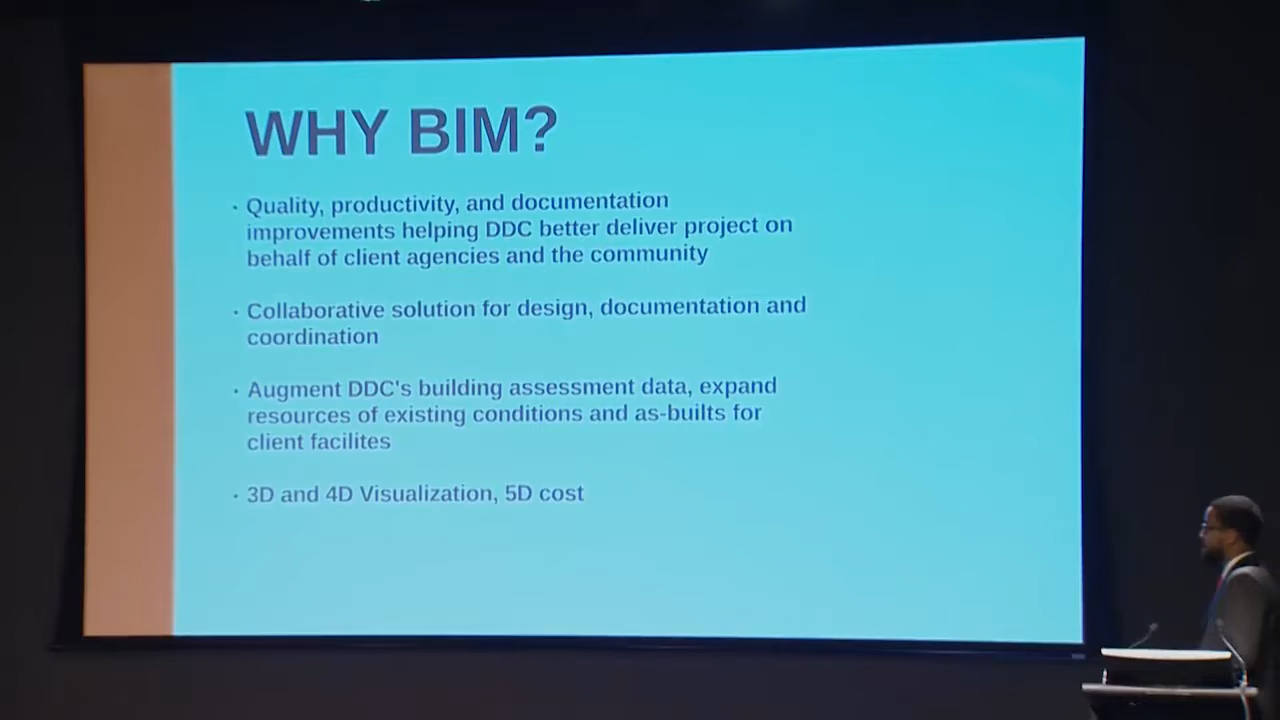 WHY BIM?
· Quality, productivity, and documentation
improvements helping DDC better deliver project on
behalf of client agencies and the community
· Collaborative solution for design, documentation and
coordination
· Augment DDC's building assessment data, expand
resources of existing conditions and as-builts for
client facilites
· 3D and 4D Visualization, 5D cost